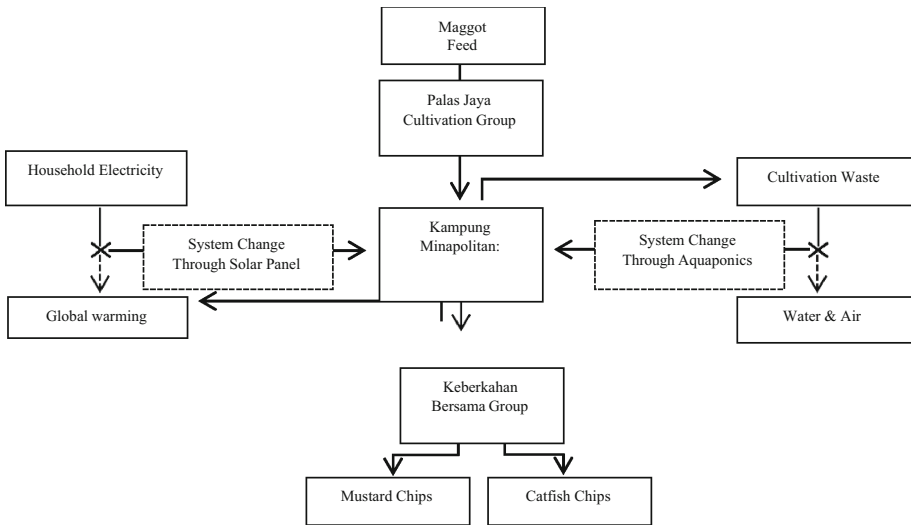 Maggot
Feed
Palas Jaya
Cultivation Group
Household Electricity
Cultivation Waste
System Change
Through Solar Panel
Kampung
Minapolitan:
System Change
Through Aquaponics
Global warming
Water & Air
Keberkahan
Bersama Group
Mustard Chips
Catfish Chips